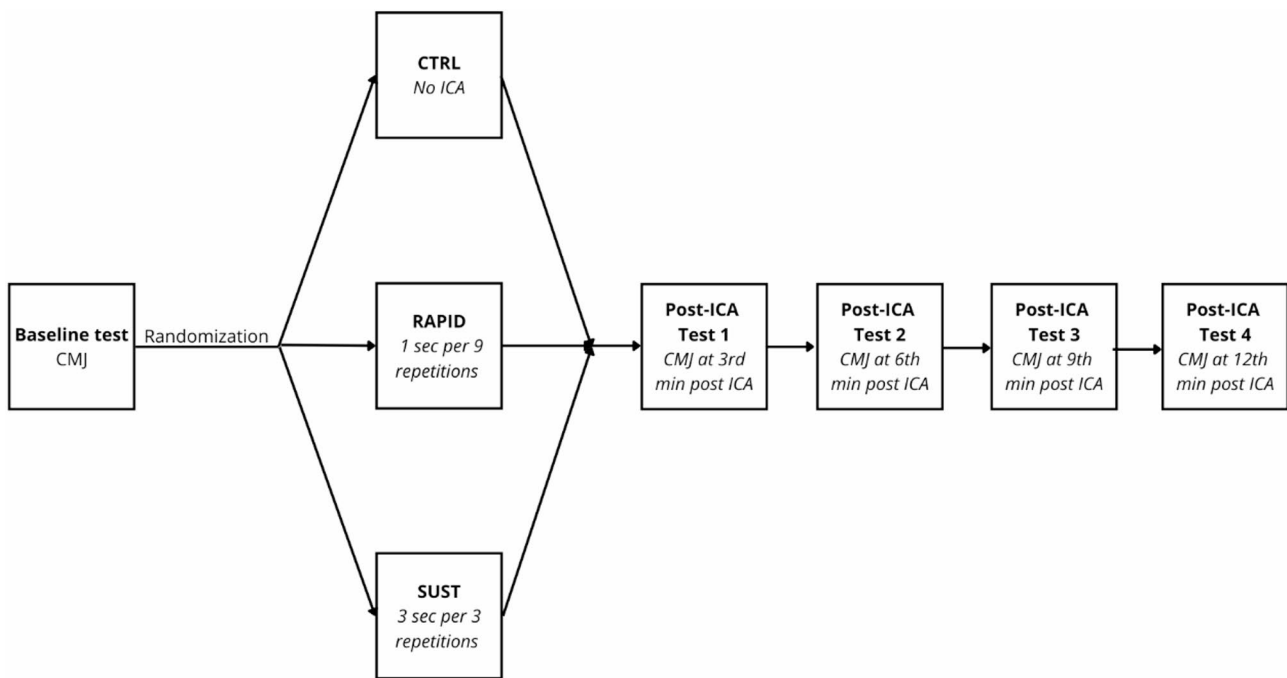 Baseline test
CMJ
Randomization
CTRL
No ICA
RAPID
1 sec per 9
repetitions
SUST
3 sec per 3
repetitions
Post-ICA
Test 1
CMJ at 3rd
min post ICA
Post-ICA
Test 2
CMJ at 6th
min post ICA
Post-ICA
Test 3
CMJ at 9th
min post ICA
Post-ICA
Test 4
CMJ at 12th
min post ICA